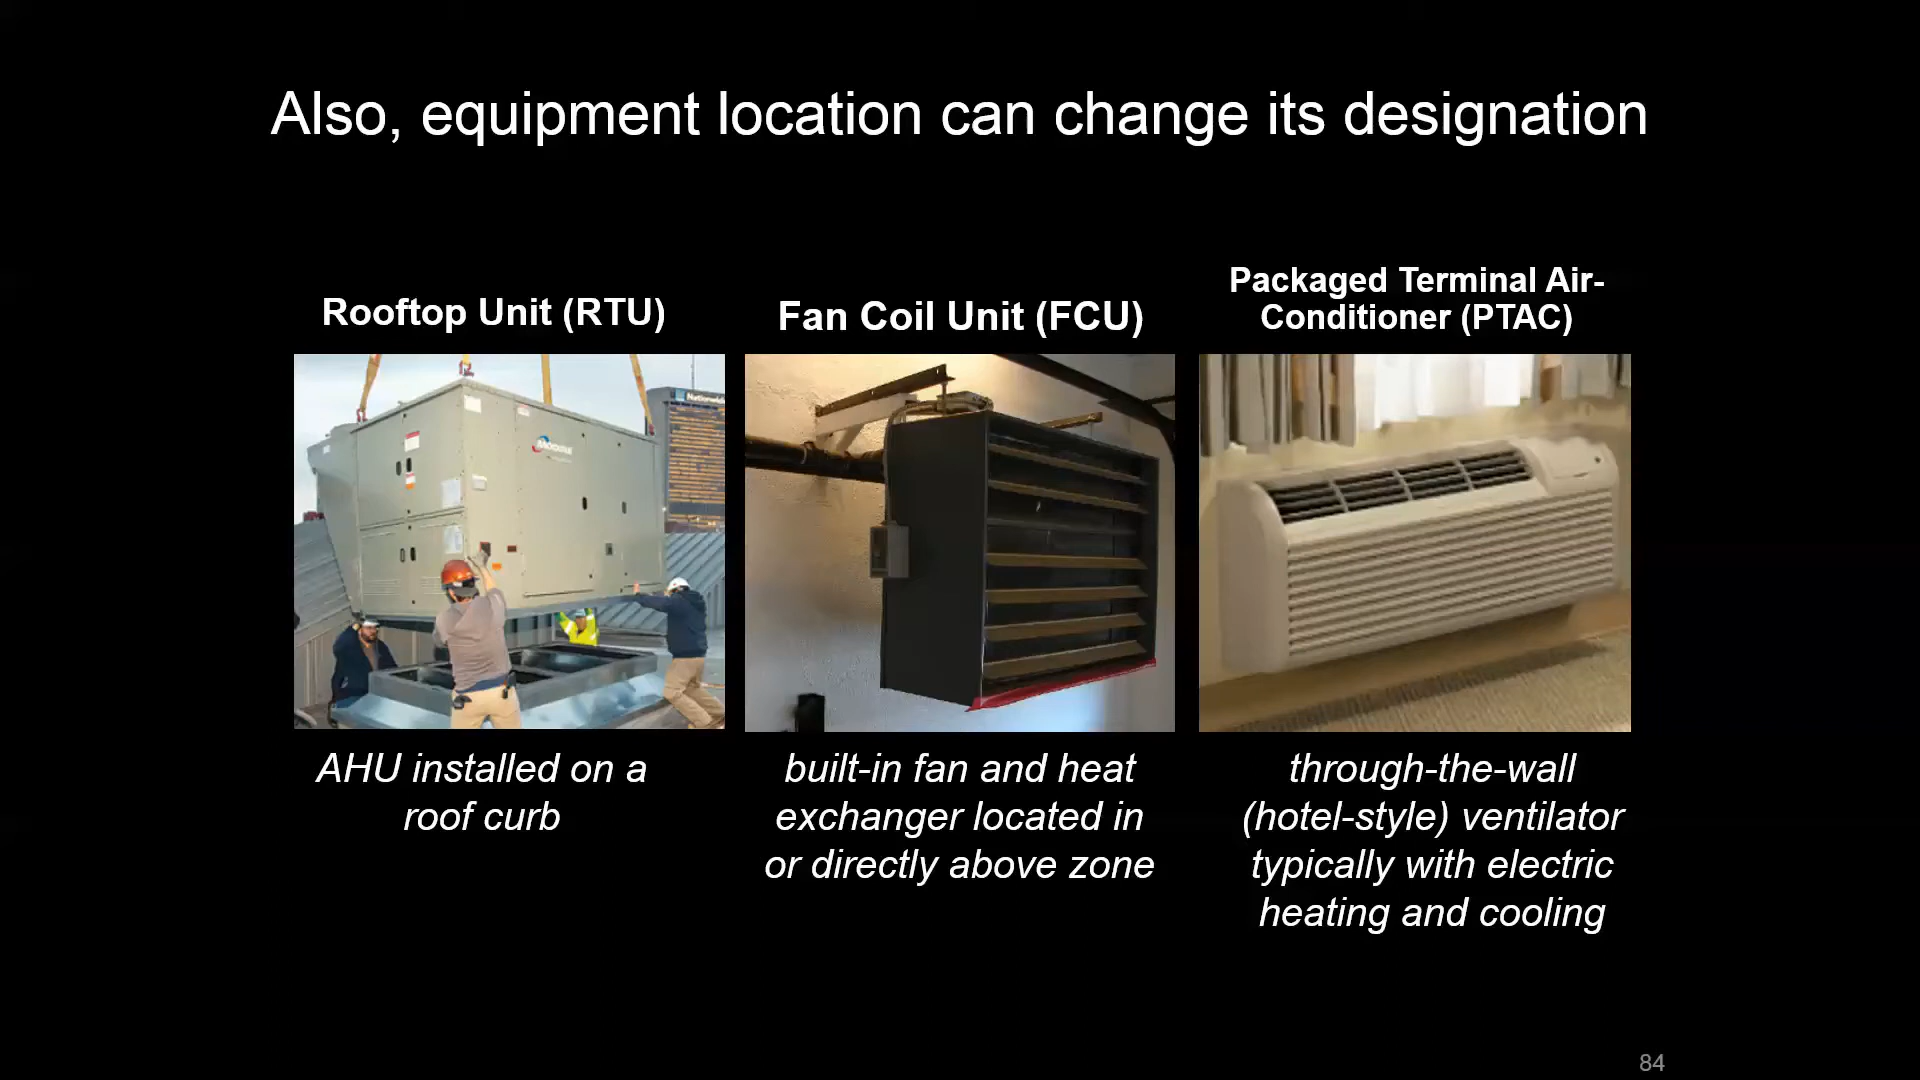 Also, equipment location can change its designation
Rooftop Unit (RTU)
Fan Coil Unit (FCU)
Packaged Terminal Air-
Conditioner (PTAC)
Nationwide
AHU installed on a
roof curb
built-in fan and heat
exchanger located in
or directly above zone
through-the-wall
(hotel-style) ventilator
typically with electric
heating and cooling
84